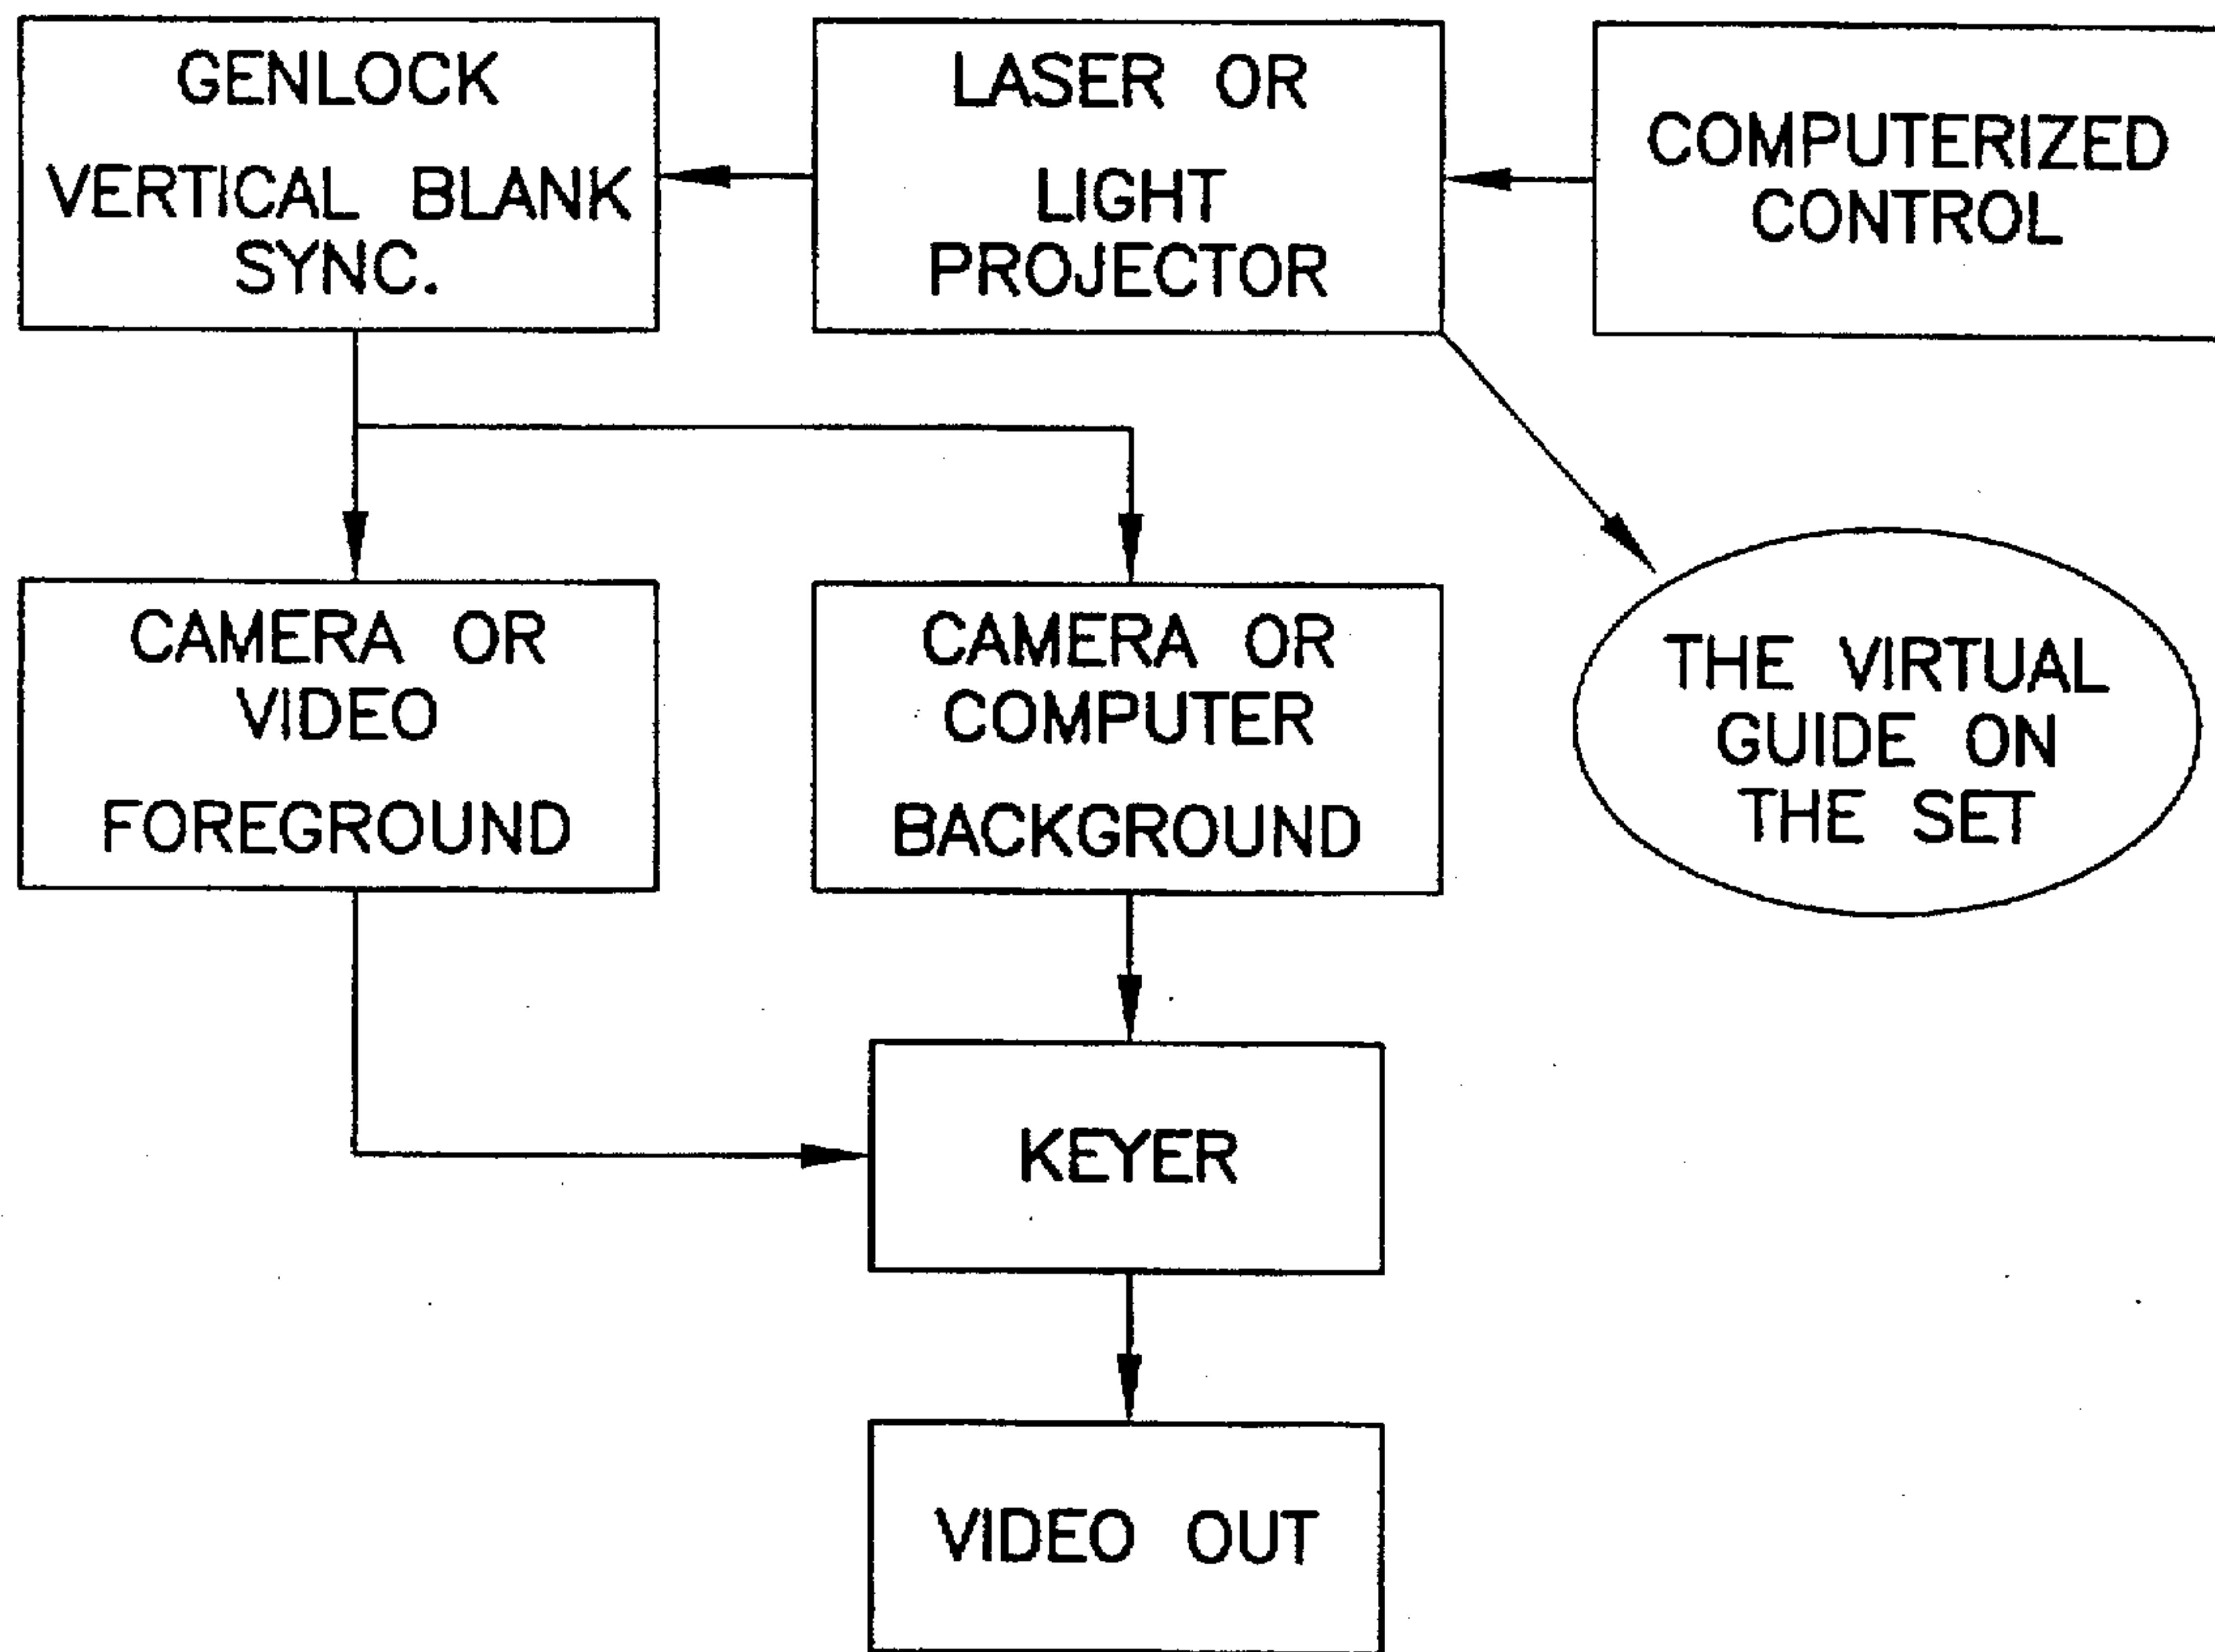 GENLOCK
VERTICAL BLANK
SYNC.
LASER OR
LIGHT
PROJECTOR
COMPUTERIZED
CONTROL
CAMERA OR
VIDEO
FOREGROUND
CAMERA OR
COMPUTER
BACKGROUND
THE VIRTUAL
GUIDE ON
THE SET
KEYER
VIDEO OUT